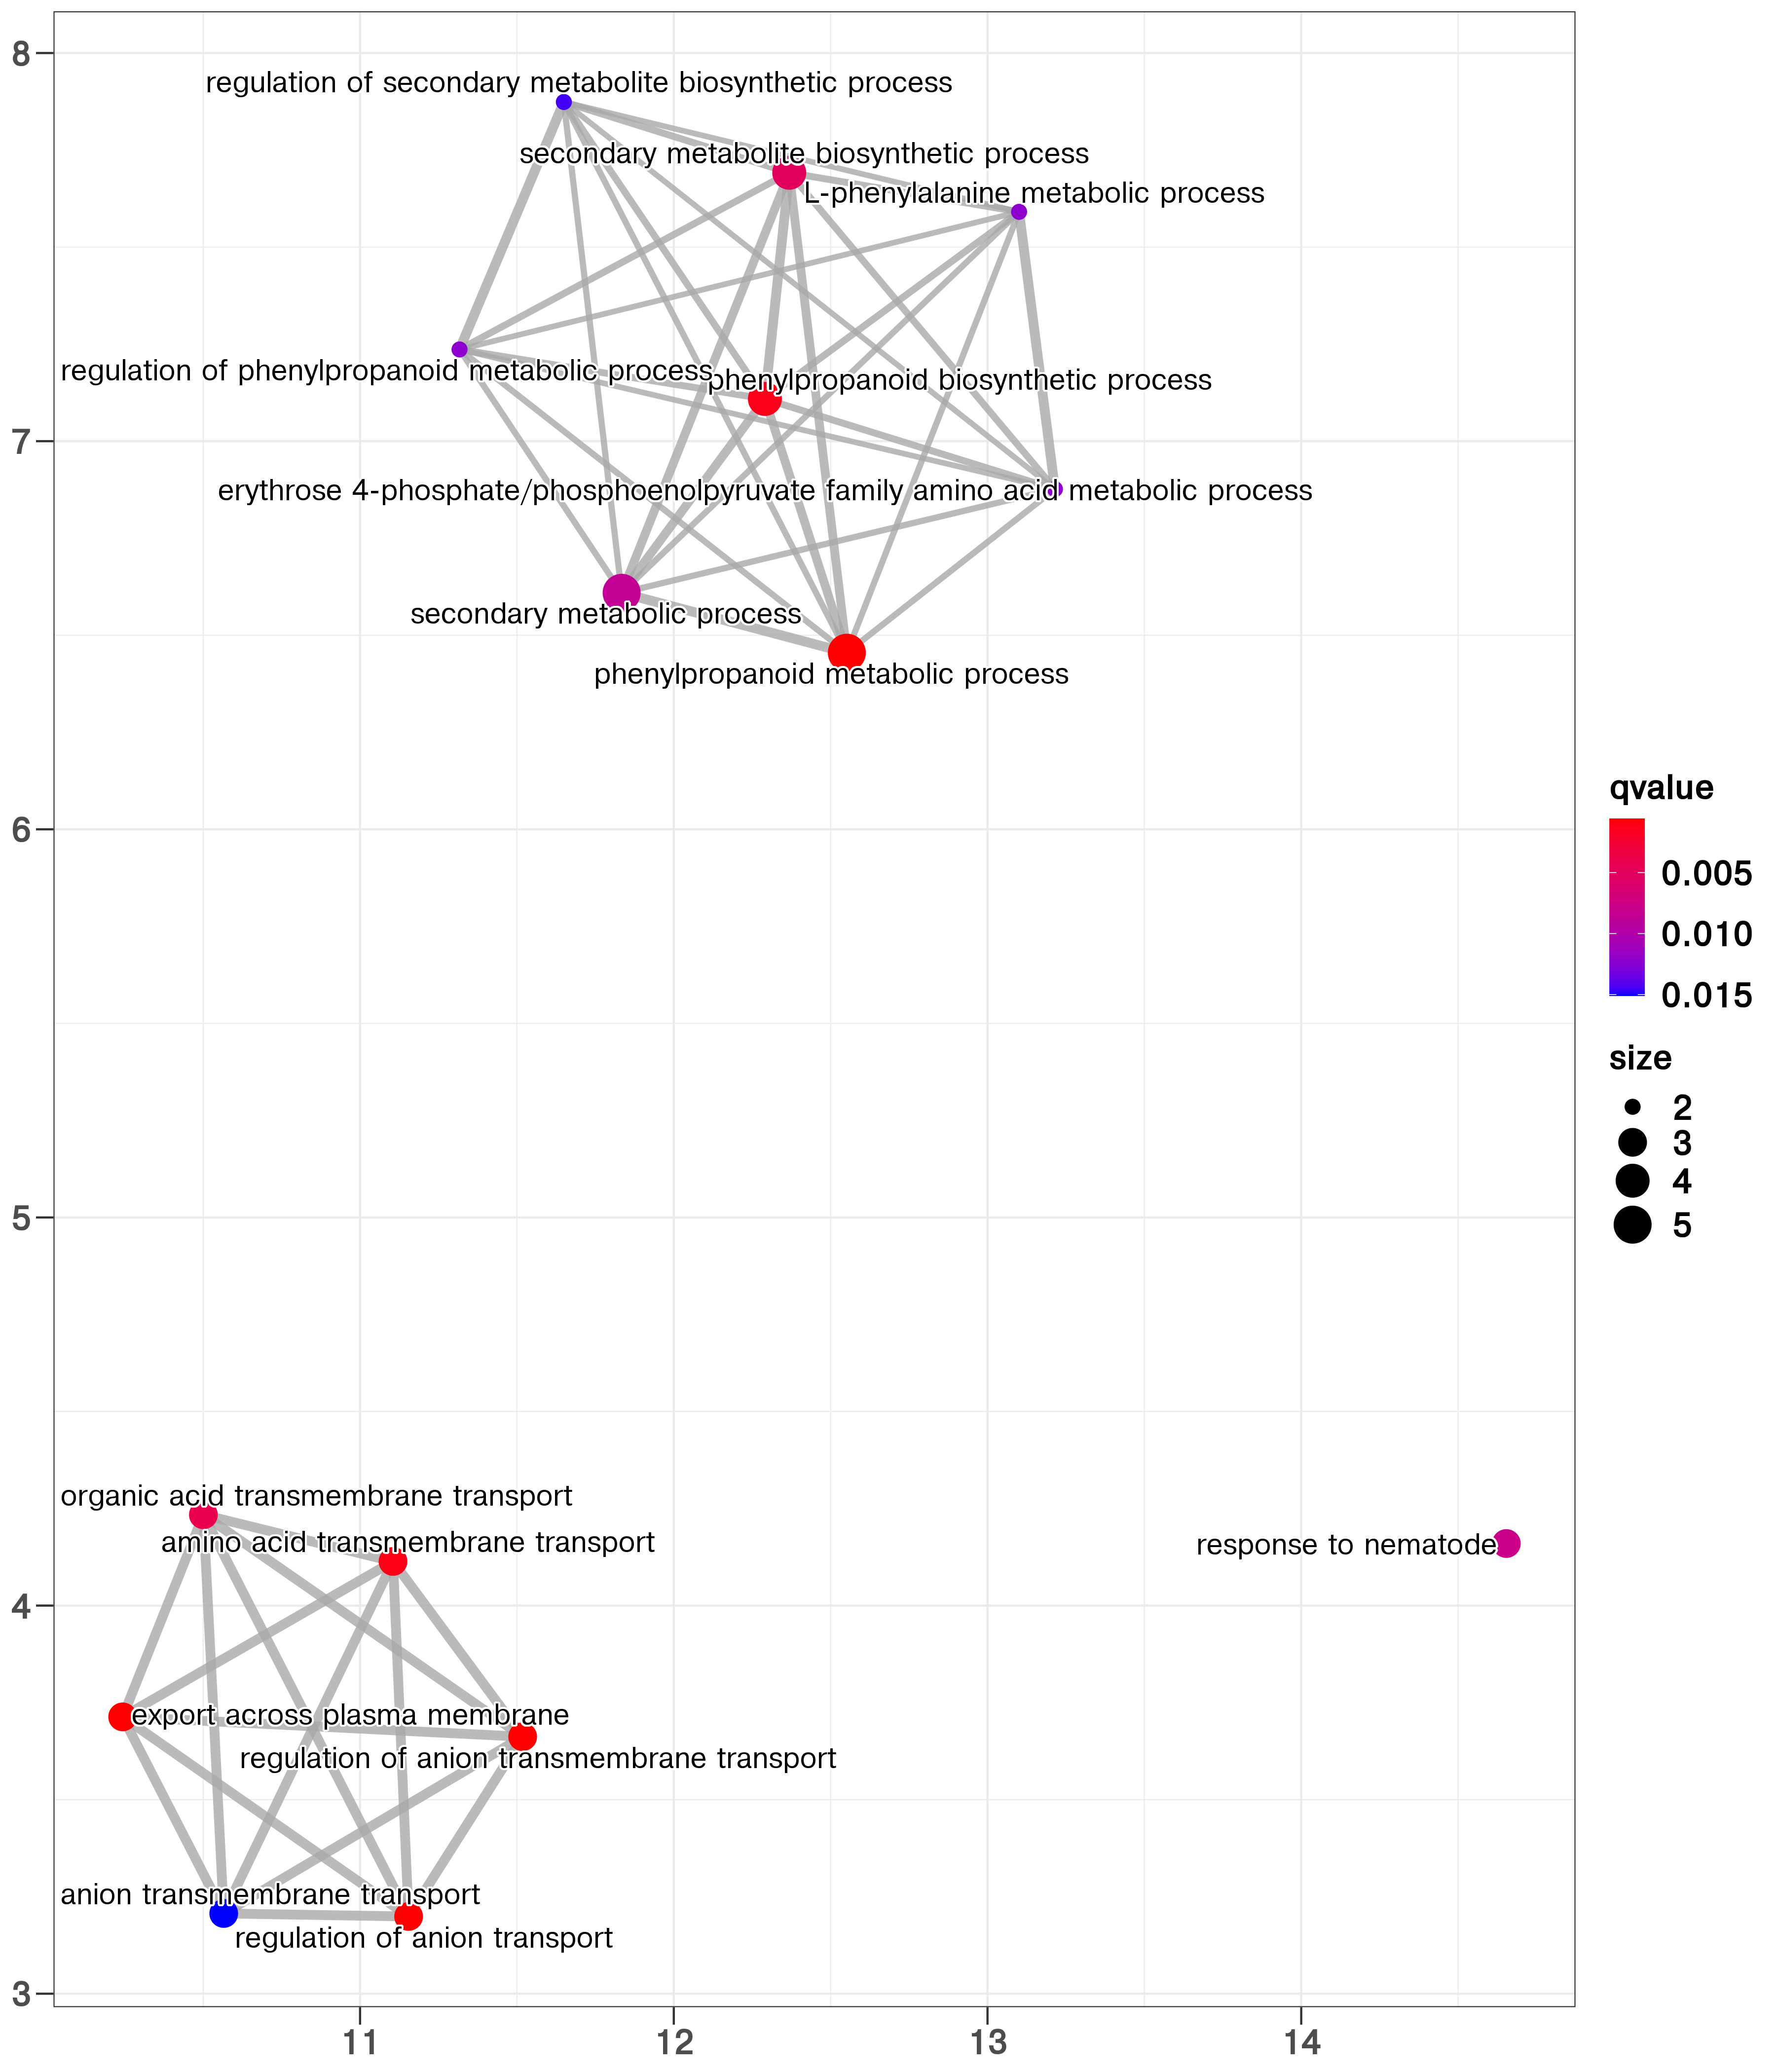 8
regulation of secondary metabolite biosynthetic process
secondary metabolite biosynthetic process
L-phenylalanine metabolic process
regulation of phenylpropanoid metabolic process
phenylpropanoid biosynthetic process
7
erythrose 4-phosphate/phosphoenolpyruvate family amino acid metabolic process
secondary metabolic process
phenylpropanoid metabolic process
6
5
organic acid transmembrane transport
amino acid transmembrane transport
response to nematode
4
export across plasma membrane
regulation of anion transmembrane transport
anion transmembrane transport
regulation of anion transport
3
11
12
13
14
qvalue
0.005
0.010
0.015
size
2
3
4
5